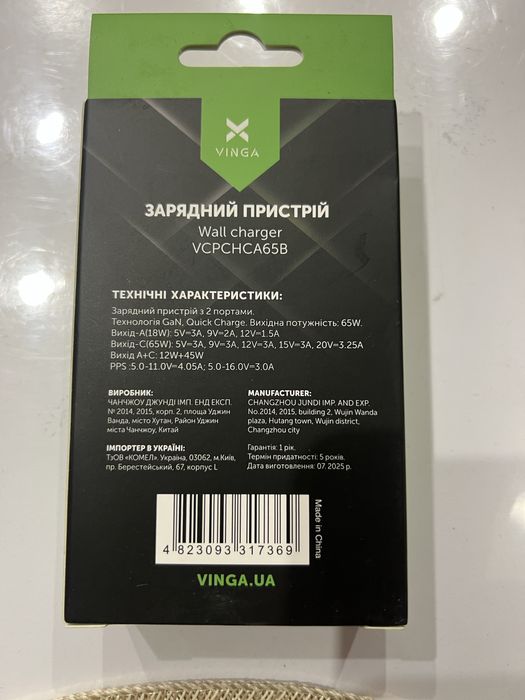 VINGA
ЗАРЯДНИЙ ПРИСТРІЙ
Wall charger
VCPCHCA65B
ТЕХНІЧНІ ХАРАКТЕРИСТИКИ:
Зарядний пристрій з 2 портами.
Технологія GaN, Quick Charge. Вихідна потужність: 65W.
Вихід-A(18W): 5V=3A, 9V=2A, 12V=1.5A
Вихід-C(65W): 5V=3A, 9V=3A, 12V=3A, 15V=3A, 20V=3.25A
Вихід A+C: 12W+45W
PPS :5.0-11.0V=4.05A; 5.0-16.0V=3.0A
ВИРОБНИК:
ЧАНЧЖОУ ДЖУНДІ ІМП. ЕНД ЕКСП.
№ 2014, 2015, корп. 2, площа Уджин
Ванда, місто Хутан, Район Уджин
міста Чанчжоу, Китай
ІМПОРТЕР В УКРАЇНІ:
ТзОВ «КОМЕЛ». Україна, 03062, м.Київ,
пр. Берестейський, 67, корпус L
MANUFACTURER:
CHANGZHOU JUNDI IMP. AND EXP.
No.2014, 2015, building 2, Wujin Wanda
plaza, Hutang town, Wujin district,
Changzhou city
Гарантія: 1 рік.
Термін придатності: 5 років.
Дата виготовлення: 07. 2025 р.
4 823093 317369
Made in China
VINGA.UA